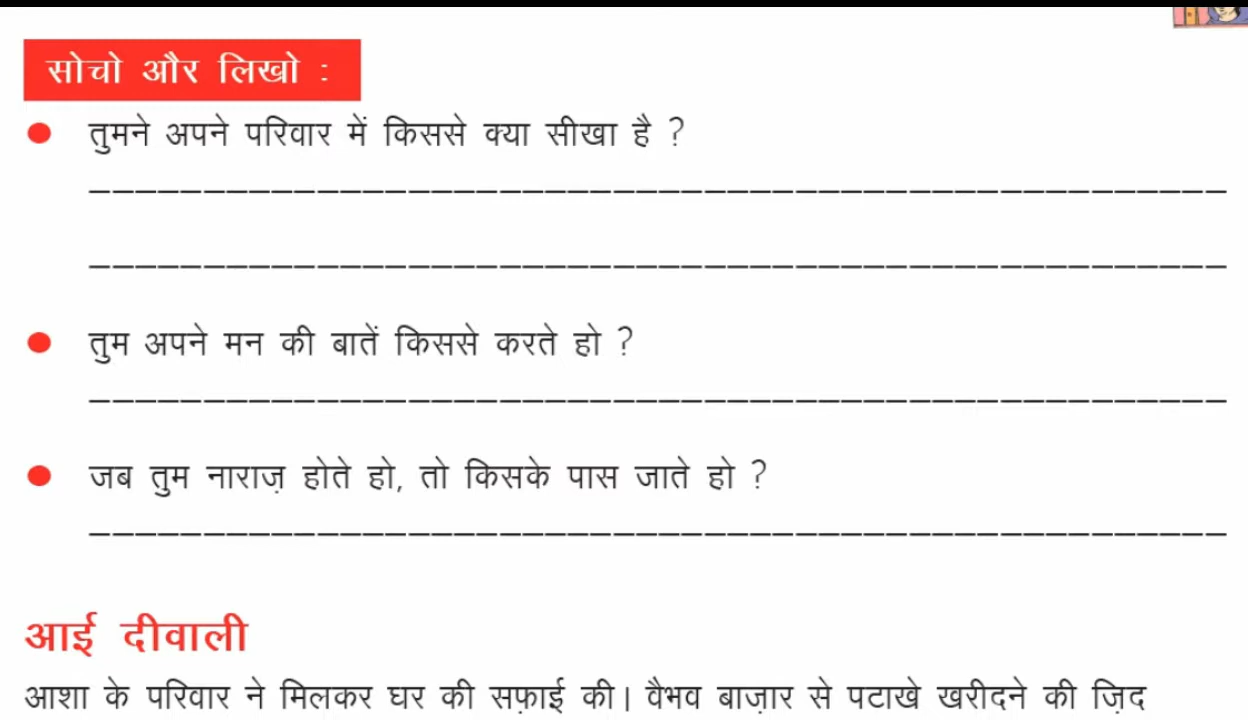 सोचो और लिखो :
● तुमने अपने परिवार में किससे क्या सीखा है ?
● तुम अपने मन की बातें किससे करते हो ?
● जब तुम नाराज़ होते हो, तो किसके पास जाते हो ?
आई दीवाली
आशा के परिवार ने मिलकर घर की सफ़ाई की। वैभव बाज़ार से पटाखे खरीदने की ज़िद